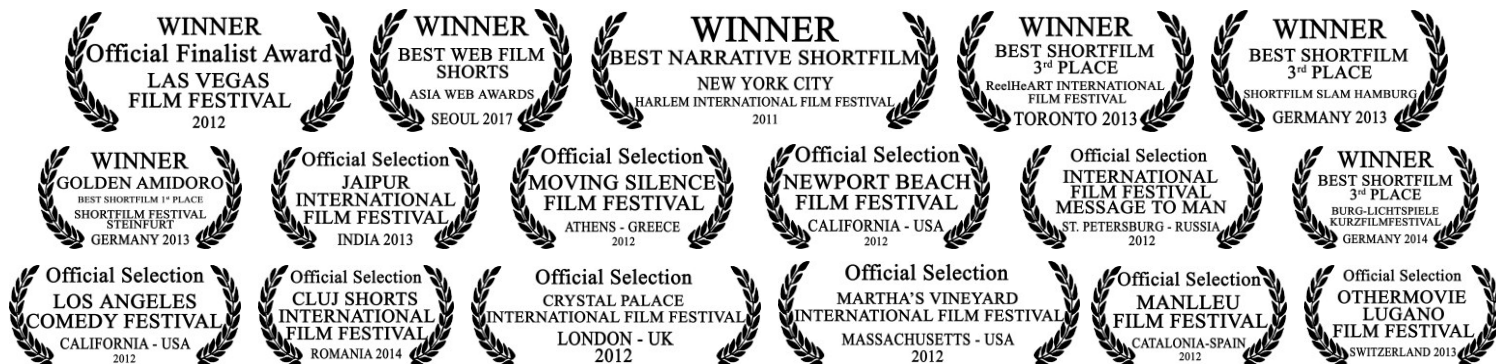 WINNER
Official Finalist Award
LAS VEGAS
FILM FESTIVAL
2012
WINNER
BEST WEB FILM
SHORTS
ASIA WEB AWARDS
SEOUL 2017
WINNER
BEST NARRATIVE SHORTFILM
NEW YORK CITY
HARLEM INTERNATIONAL FILM FESTIVAL
2011
WINNER
BEST SHORTFILM
3rd PLACE
ReelHeART INTERNATIONAL
FILM FESTIVAL
TORONTO 2013
WINNER
BEST SHORTFILM
3rd PLACE
SHORTFILM SLAM HAMBURG
GERMANY 2013
WINNER
GOLDEN AMIDORO
BEST SHORTFILM 1st PLACE
SHORTFILM FESTIVAL
STEINFURT
GERMANY 2013
Official Selection
JAIPUR
INTERNATIONAL
FILM FESTIVAL
INDIA 2013
Official Selection
MOVING SILENCE
FILM FESTIVAL
ATHENS - GREECE
2012
Official Selection
NEWPORT BEACH
FILM FESTIVAL
CALIFORNIA - USA
2012
Official Selection
INTERNATIONAL
FILM FESTIVAL
MESSAGE TO MAN
ST. PETERSBURG - RUSSIA
2012
WINNER
BEST SHORTFILM
3rd PLACE
BURG-LICHTSPIELE
KURZFILMFESTIVAL
GERMANY 2014
Official Selection
LOS ANGELES
COMEDY FESTIVAL
CALIFORNIA - USA
2012
Official Selection
CLUJ SHORTS
INTERNATIONAL
FILM FESTIVAL
ROMANIA 2014
Official Selection
CRYSTAL PALACE
INTERNATIONAL FILM FESTIVAL
LONDON - UK
2012
Official Selection
MARTHA'S VINEYARD
INTERNATIONAL FILM FESTIVAL
MASSACHUSETTS - USA
2012
Official Selection
MANLLEU
FILM FESTIVAL
CATALONIA-SPAIN
2012
Official Selection
OTHERMOVIE
LUGANO
FILM FESTIVAL
SWITZERLAND 2013